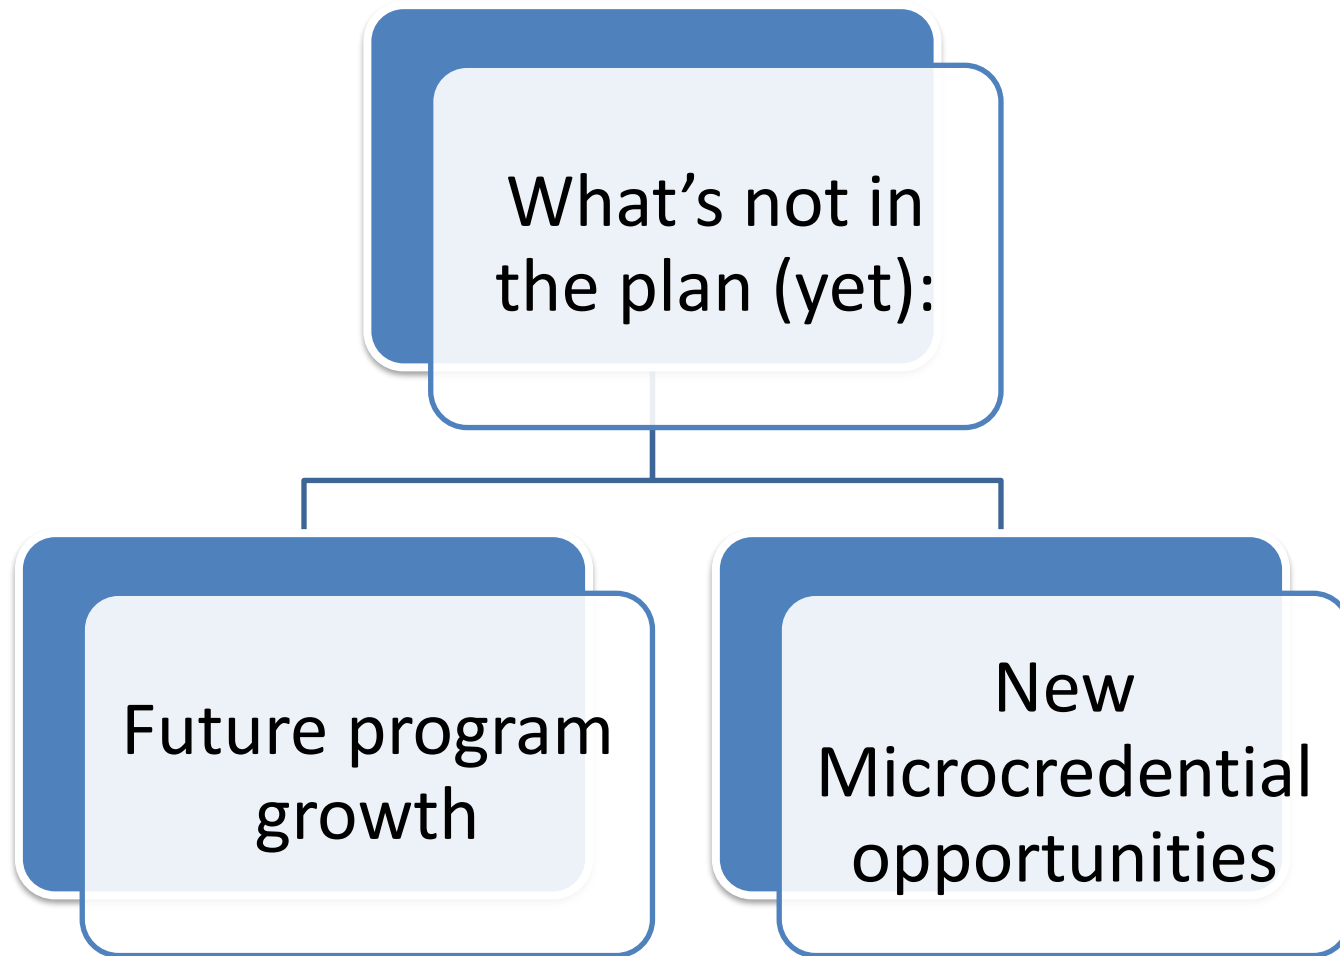 What’s not in
the plan (yet):
Future program
growth
New
Microcredential
opportunities